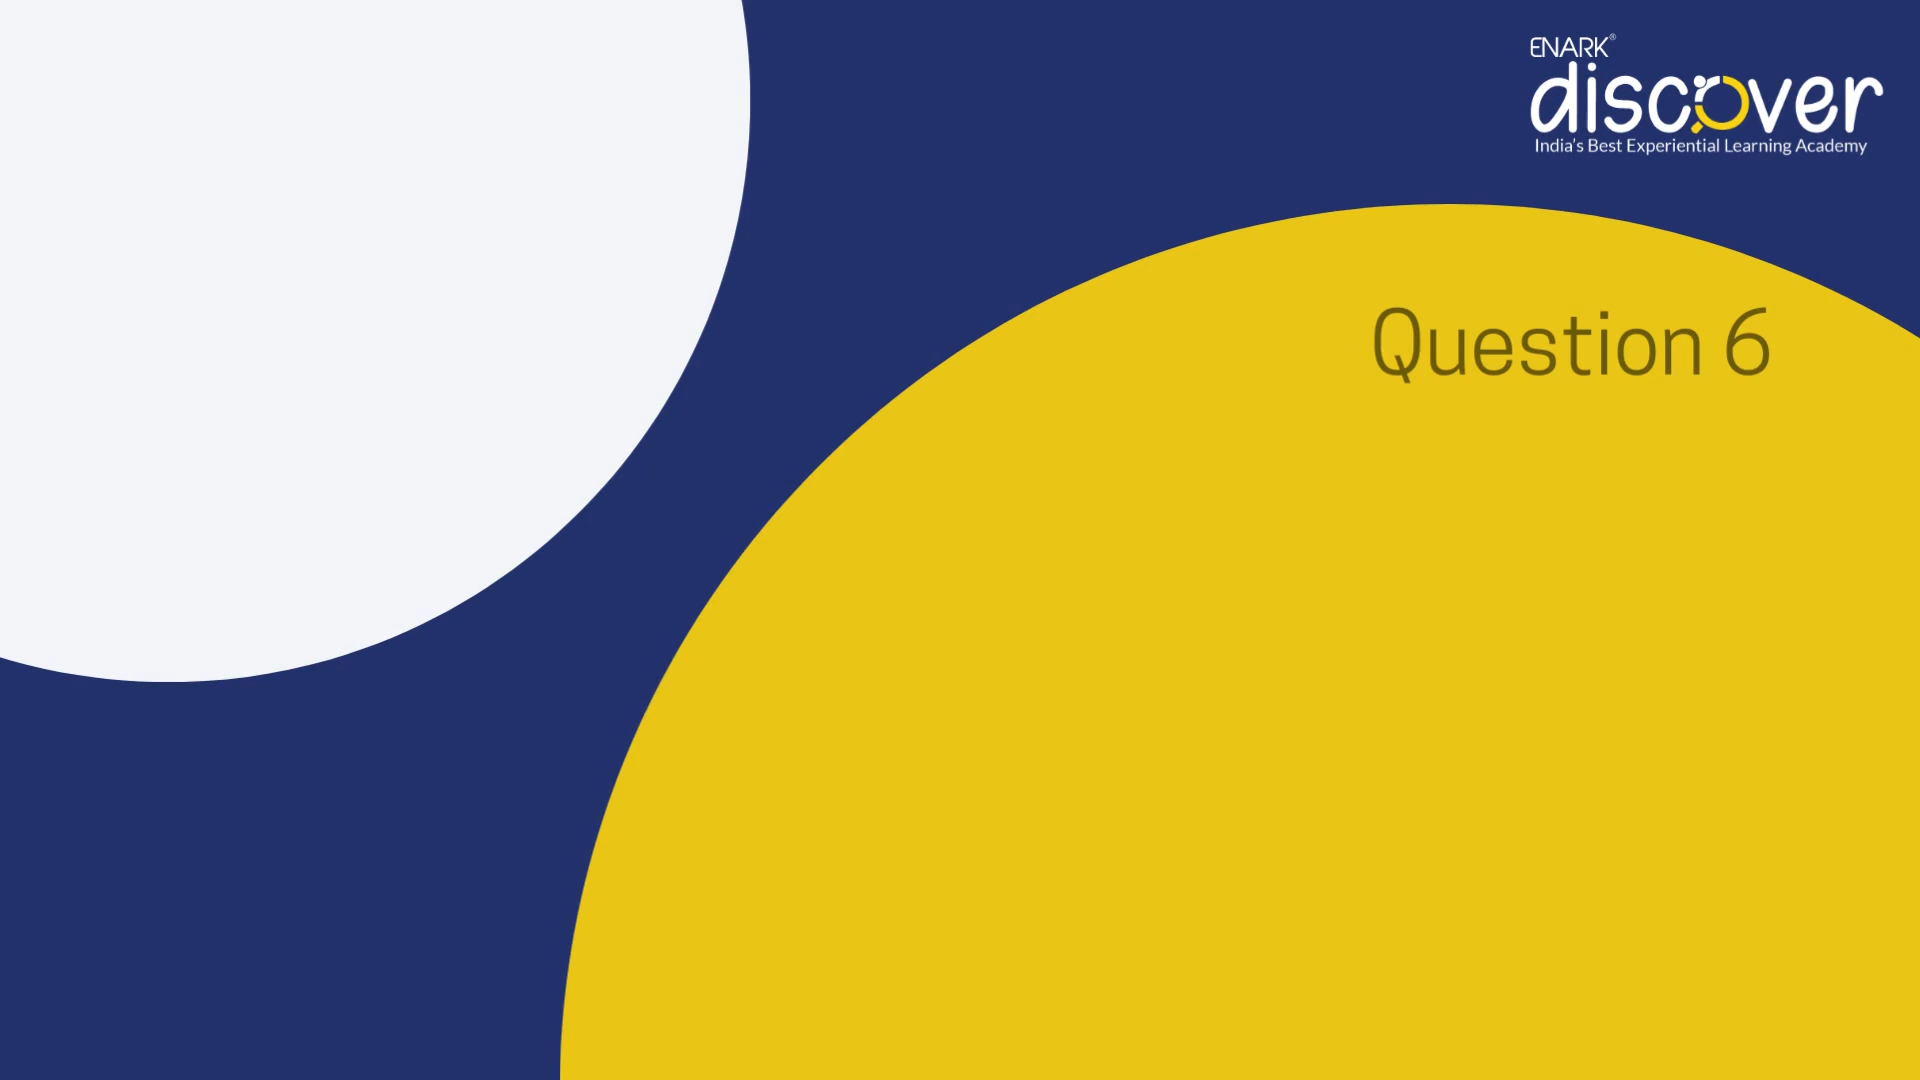 ENARK®
discover
India's Best Experiential Learning Academy
Question 6